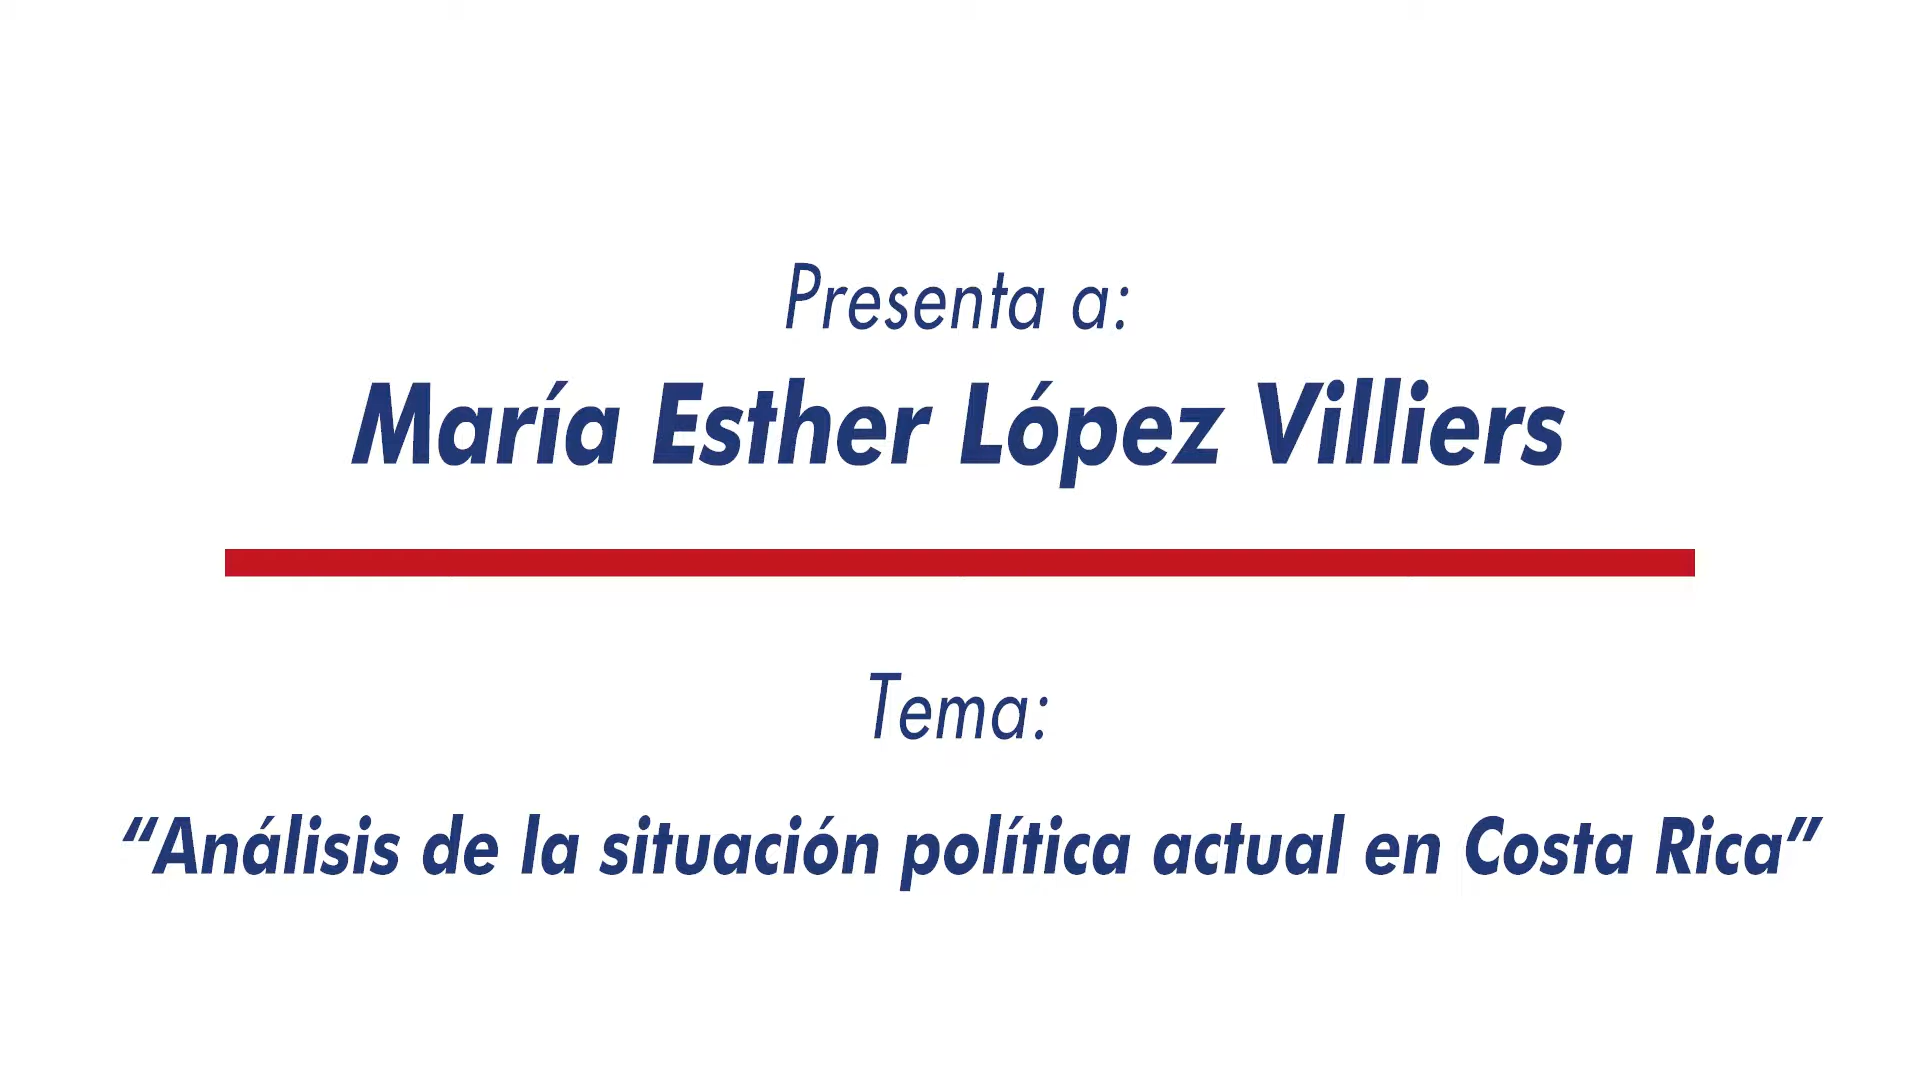 Presenta a:
María Esther López Villiers
Tema:
“Análisis de la situación política actual en Costa Rica”